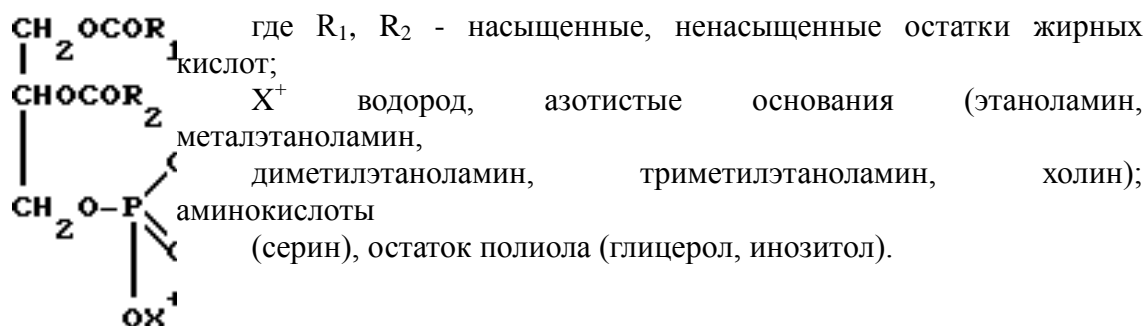 CH₂OCOR₁ где R₁, R₂ - насыщенные, ненасыщенные остатки жирных
кислот;
CHOCOR₂ X⁺ водород, азотистые основания (этаноламин,
металэтаноламин,
диметилэтаноламин, триметилэтаноламин, холин);
CH₂O–P аминокислоты
(серин), остаток полиола (глицерол, инозитол).
OX⁺